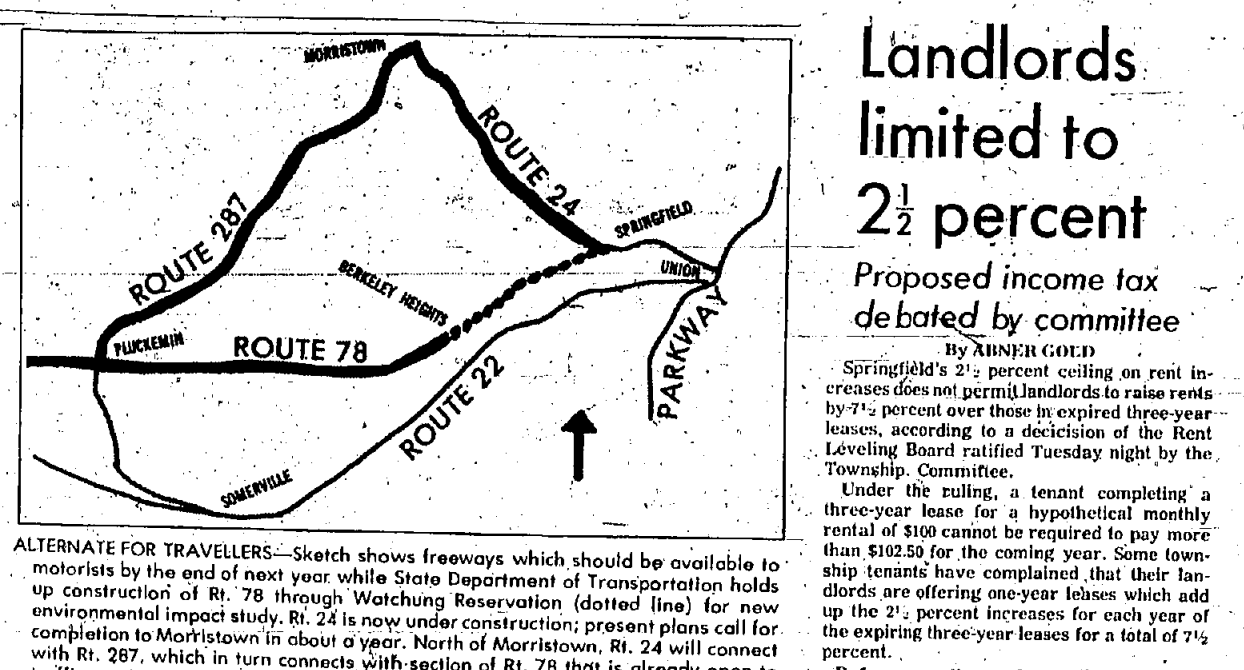 MORRISTOWN
ROUTE 24
ROUTE 287
SPRINGFIELD
UNION
BERKELEY HEIGHTS
PLUCKEMIN
ROUTE 78
ROUTE 22
PARKWAY
SOMERVILLE
ALTERNATE FOR TRAVELLERS—Sketch shows freeways which should be available to
motorists by the end of next year while State Department of Transportation holds
up construction of Rt. 78 through Watchung Reservation (dotted line) for new
environmental impact study. Rt. 24 is now under construction; present plans call for
completion to Morristown in about a year. North of Morristown, Rt. 24 will connect
with Rt. 287, which in turn connects with section of Rt. 78 that is already open to
Landlords
limited to
2½ percent
Proposed income tax
debated by committee
By ABNER GOLD
Springfield's 2½ percent ceiling on rent in-
creases does not permit landlords to raise rents
by 7½ percent over those in expired three-year
leases, according to a decicision of the Rent
Leveling Board ratified Tuesday night by the
Township Committee.
Under the ruling, a tenant completing a
three-year lease for a hypothetical monthly
rental of $100 cannot be required to pay more
than $102.50 for the coming year. Some town-
ship tenants have complained that their lan-
dlords are offering one-year leases which add
up the 2½ percent increases for each year of
the expiring three-year leases for a total of 7½
percent.